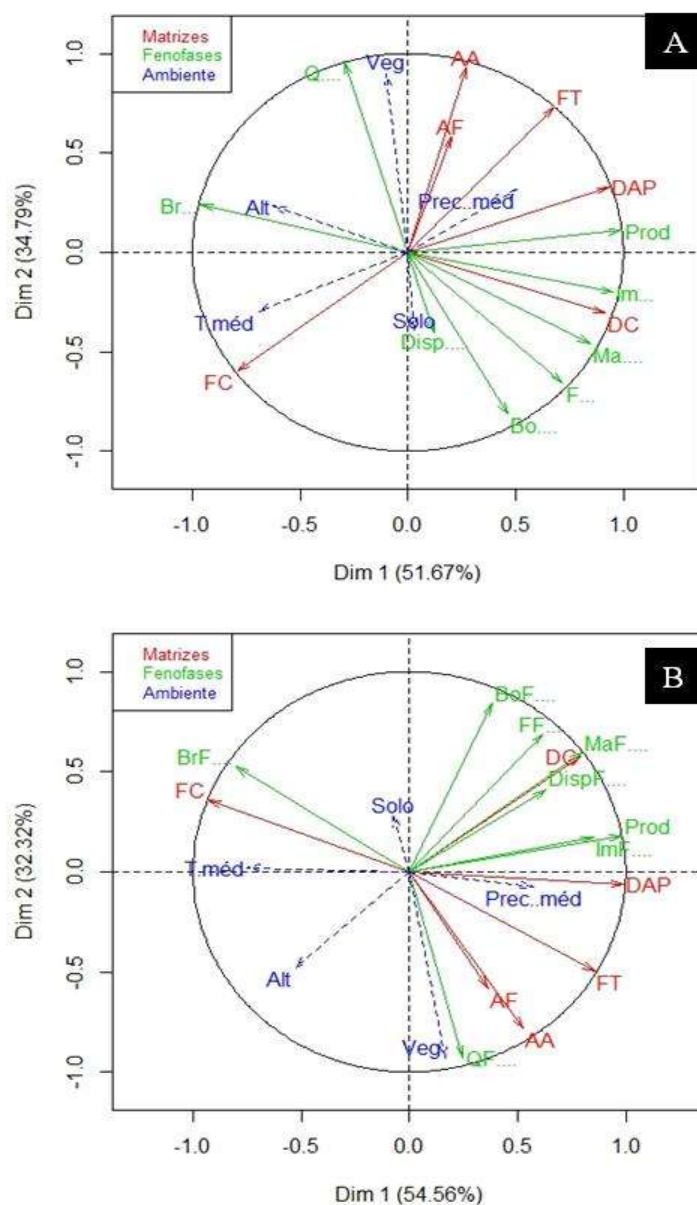 A
Matrizes
Fenofases
Ambiente
Q....
Veg
AA
FT
AF
DAP
Prec..méd
Br...
Alt
Prod
Im...
T.méd
Solo
DC
Disp....
Ma....
FC
F...
Bo....
1.0
0.5
0.0
-0.5
-1.0
Dim 2 (34.79%)
-1.0 -0.5 0.0 0.5 1.0
Dim 1 (51.67%)
B
Matrizes
Fenofases
Ambiente
BoF....
FF...
BrF...
DC
MaF....
DispF....
FC
Solo
Prod
ImF....
T.méd
DAP
Prec..méd
Alt
FT
AF
AA
Veg
QF....
1.0
0.5
0.0
-0.5
-1.0
Dim 2 (32.32%)
-1.0 -0.5 0.0 0.5 1.0
Dim 1 (54.56%)